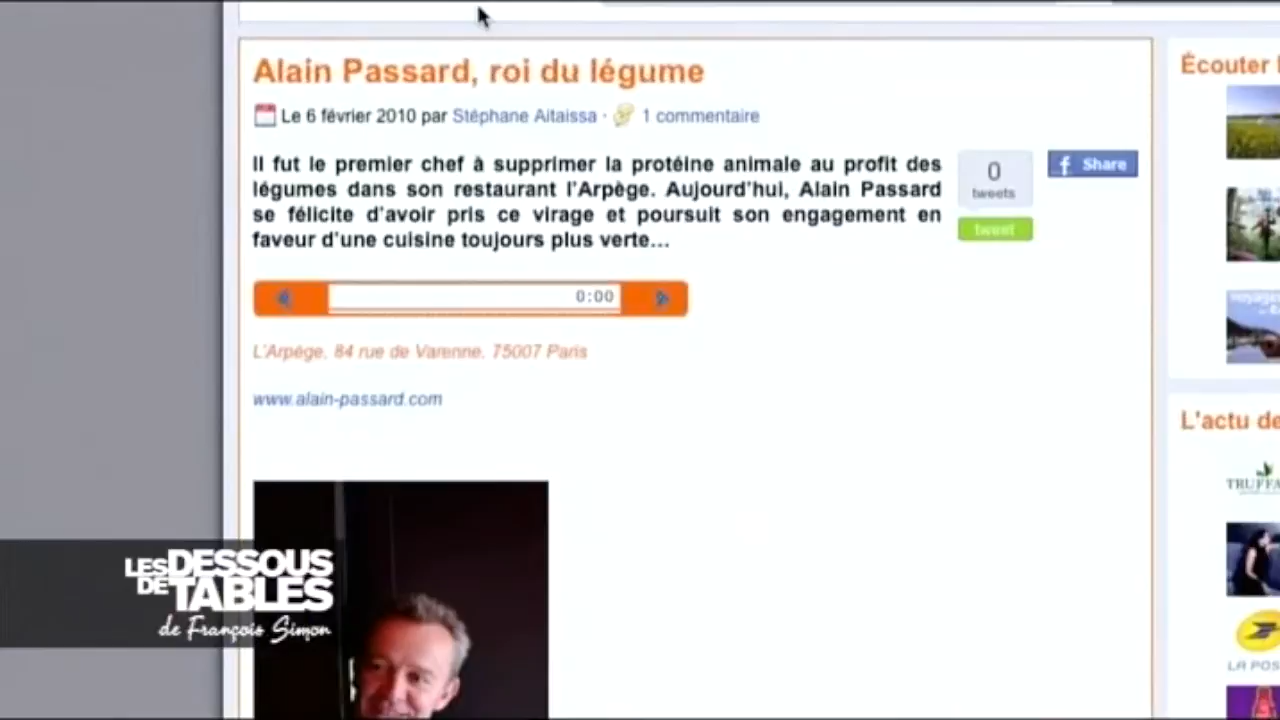 Alain Passard, roi du légume
Le 6 février 2010 par Stéphane Aitaissa · 1 commentaire
Il fut le premier chef à supprimer la protéine animale au profit des
légumes dans son restaurant l'Arpège. Aujourd'hui, Alain Passard
se félicite d'avoir pris ce virage et poursuit son engagement en
faveur d'une cuisine toujours plus verte...
0
tweets
tweet
f Share
0:00
L'Arpège, 84 rue de Varenne, 75007 Paris
www.alain-passard.com
LES DESSOUS
DE TABLES
de François Simon
Écouter
L'actu de
TRUFFA
LA POS